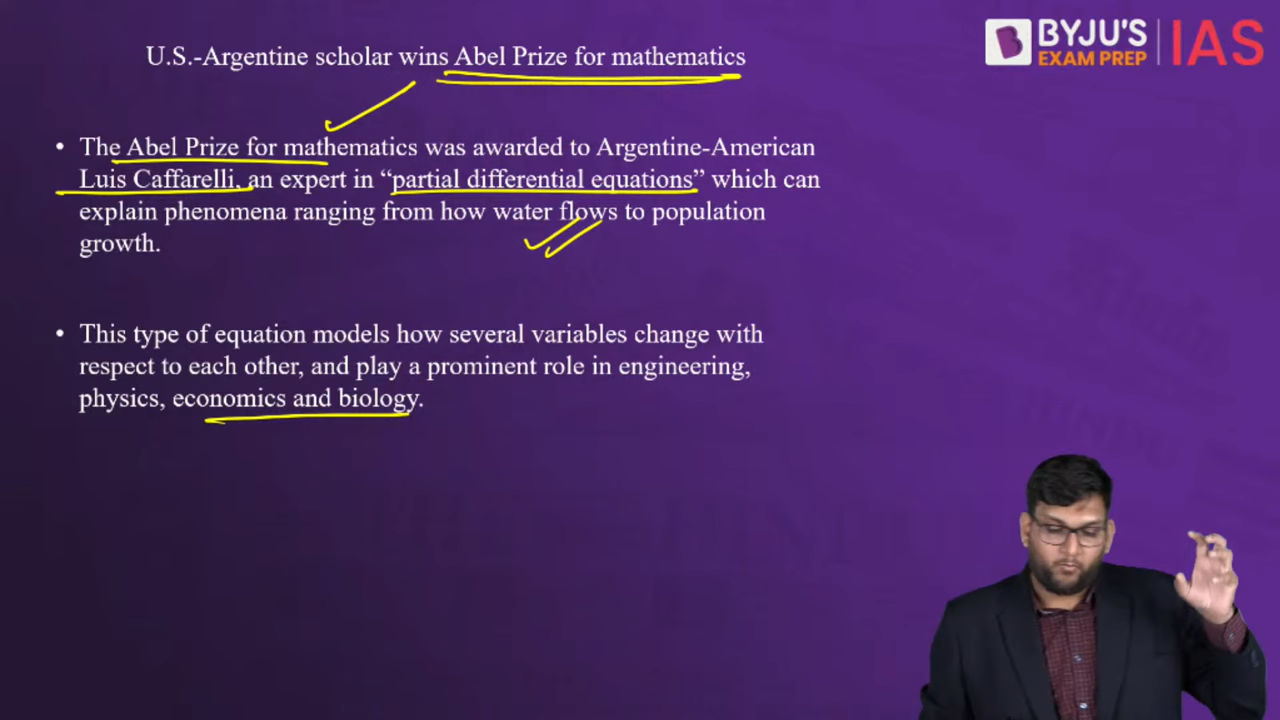 U.S.-Argentine scholar wins Abel Prize for mathematics
BYJU'S
EXAM PREP
IAS
• The Abel Prize for mathematics was awarded to Argentine-American
Luis Caffarelli, an expert in “partial differential equations” which can
explain phenomena ranging from how water flows to population
growth.
• This type of equation models how several variables change with
respect to each other, and play a prominent role in engineering,
physics, economics and biology.